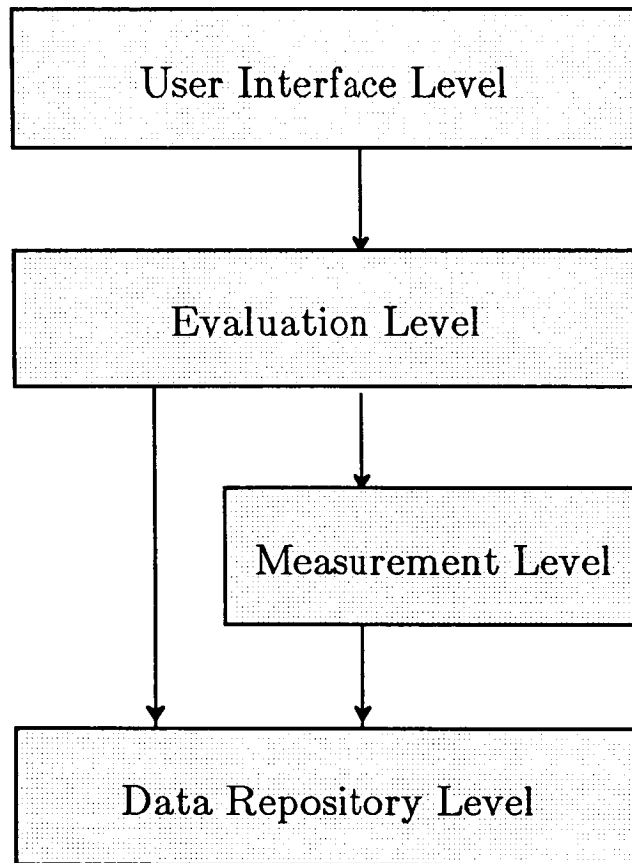 User Interface Level
Evaluation Level
Measurement Level
Data Repository Level